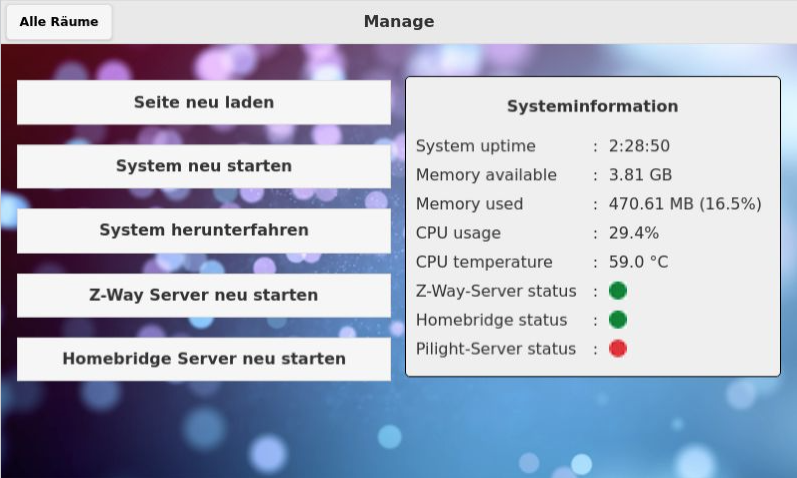 Alle Räume
Manage
Seite neu laden
System neu starten
System herunterfahren
Z-Way Server neu starten
Homebridge Server neu starten
Systeminformation
System uptime : 2:28:50
Memory available : 3.81 GB
Memory used : 470.61 MB (16.5%)
CPU usage : 29.4%
CPU temperature : 59.0 °C
Z-Way-Server status :
Homebridge status :
Pilight-Server status :